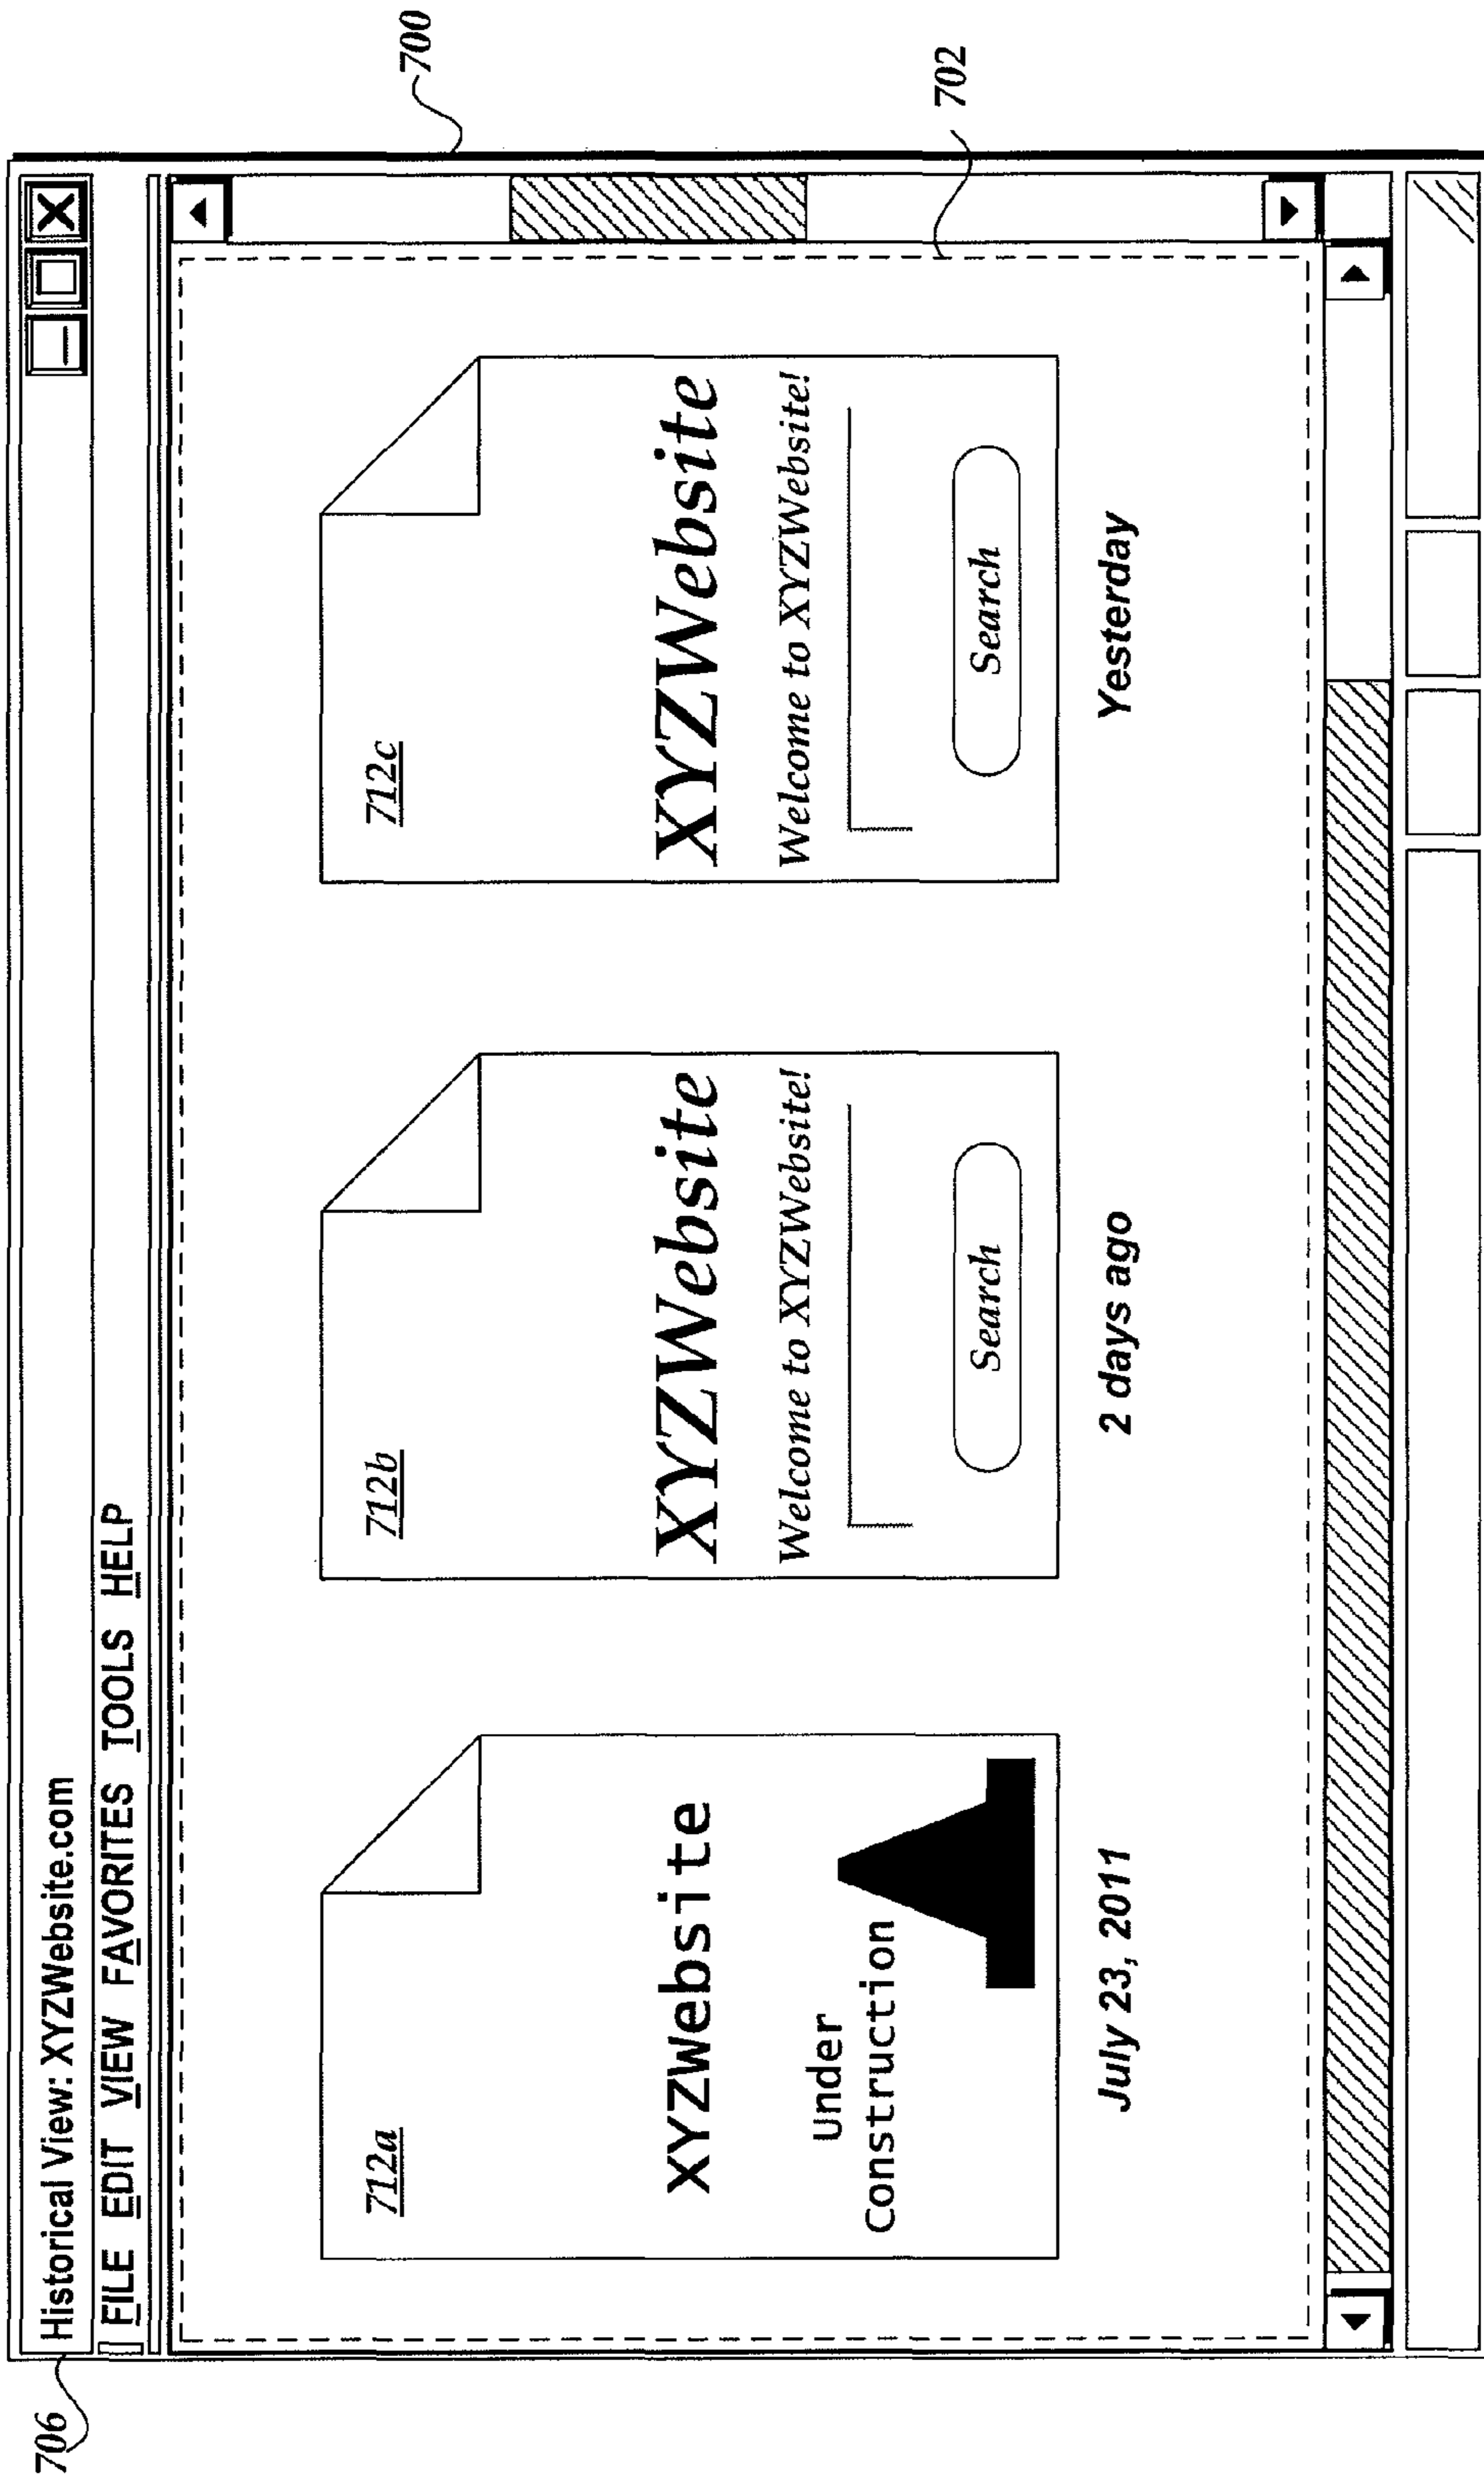 706
Historical View: XYZWebsite.com
FILE EDIT VIEW FAVORITES TOOLS HELP
700
702
712a
XYZWebsite
Under
Construction
July 23, 2011
712b
XYZWebsite
Welcome to XYZWebsite!
Search
2 days ago
712c
XYZWebsite
Welcome to XYZWebsite!
Search
Yesterday